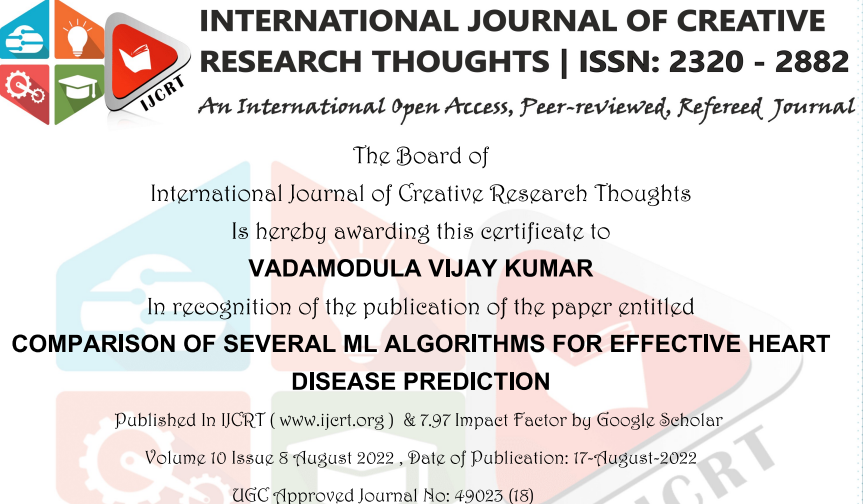 INTERNATIONAL JOURNAL OF CREATIVE
RESEARCH THOUGHTS | ISSN: 2320 - 2882
An International Open Access, Peer-reviewed, Refereed Journal
IJCRT
The Board of
International Journal of Creative Research Thoughts
Is hereby awarding this certificate to
VADAMODULA VIJAY KUMAR
In recognition of the publication of the paper entitled
COMPARISON OF SEVERAL ML ALGORITHMS FOR EFFECTIVE HEART
DISEASE PREDICTION
Published In IJCRT ( www.ijcrt.org ) & 7.97 Impact Factor by Google Scholar
Volume 10 Issue 8 August 2022 , Date of Publication: 17-August-2022
UGC Approved Journal No: 49023 (18)
IJCRT